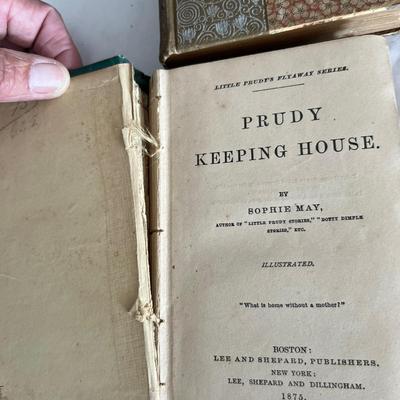 LITTLE PRUDY'S FLYAWAY SERIES.
PRUDY
KEEPING HOUSE.
BY
SOPHIE MAY,
AUTHOR OF "LITTLE PRUDY STORIES," "DOTTY DIMPLE
STORIES," ETC.
ILLUSTRATED.
"What is home without a mother?"
BOSTON:
LEE AND SHEPARD, PUBLISHERS.
NEW YORK:
LEE, SHEPARD AND DILLINGHAM.
1875.